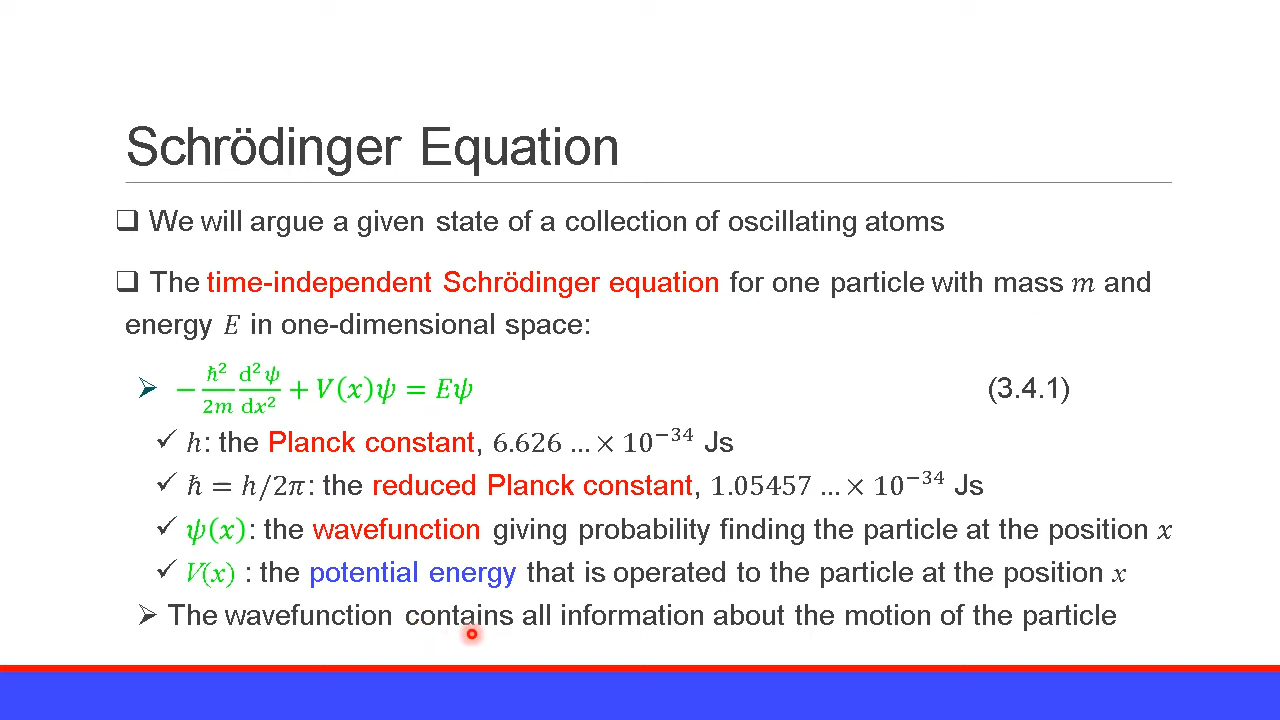 Schrödinger Equation
❑ We will argue a given state of a collection of oscillating atoms
❑ The time-independent Schrödinger equation for one particle with mass 𝑚 and
energy 𝐸 in one-dimensional space:
➢ −ℏ²/2𝑚 d²𝜓/d𝑥² + 𝑉(𝑥)𝜓 = 𝐸𝜓 (3.4.1)
✓ ℎ: the Planck constant, 6.626 … × 10⁻³⁴ Js
✓ ℏ = ℎ/2𝜋: the reduced Planck constant, 1.05457 … × 10⁻³⁴ Js
✓ 𝜓(𝑥): the wavefunction giving probability finding the particle at the position 𝑥
✓ V(x) : the potential energy that is operated to the particle at the position 𝑥
➢ The wavefunction contains all information about the motion of the particle